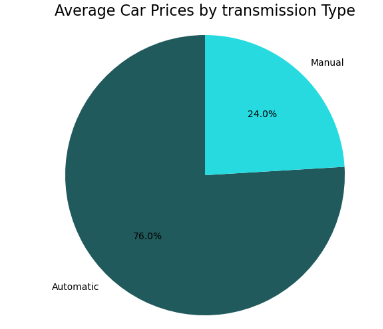 Average Car Prices by transmission Type
Manual
24.0%
76.0%
Automatic